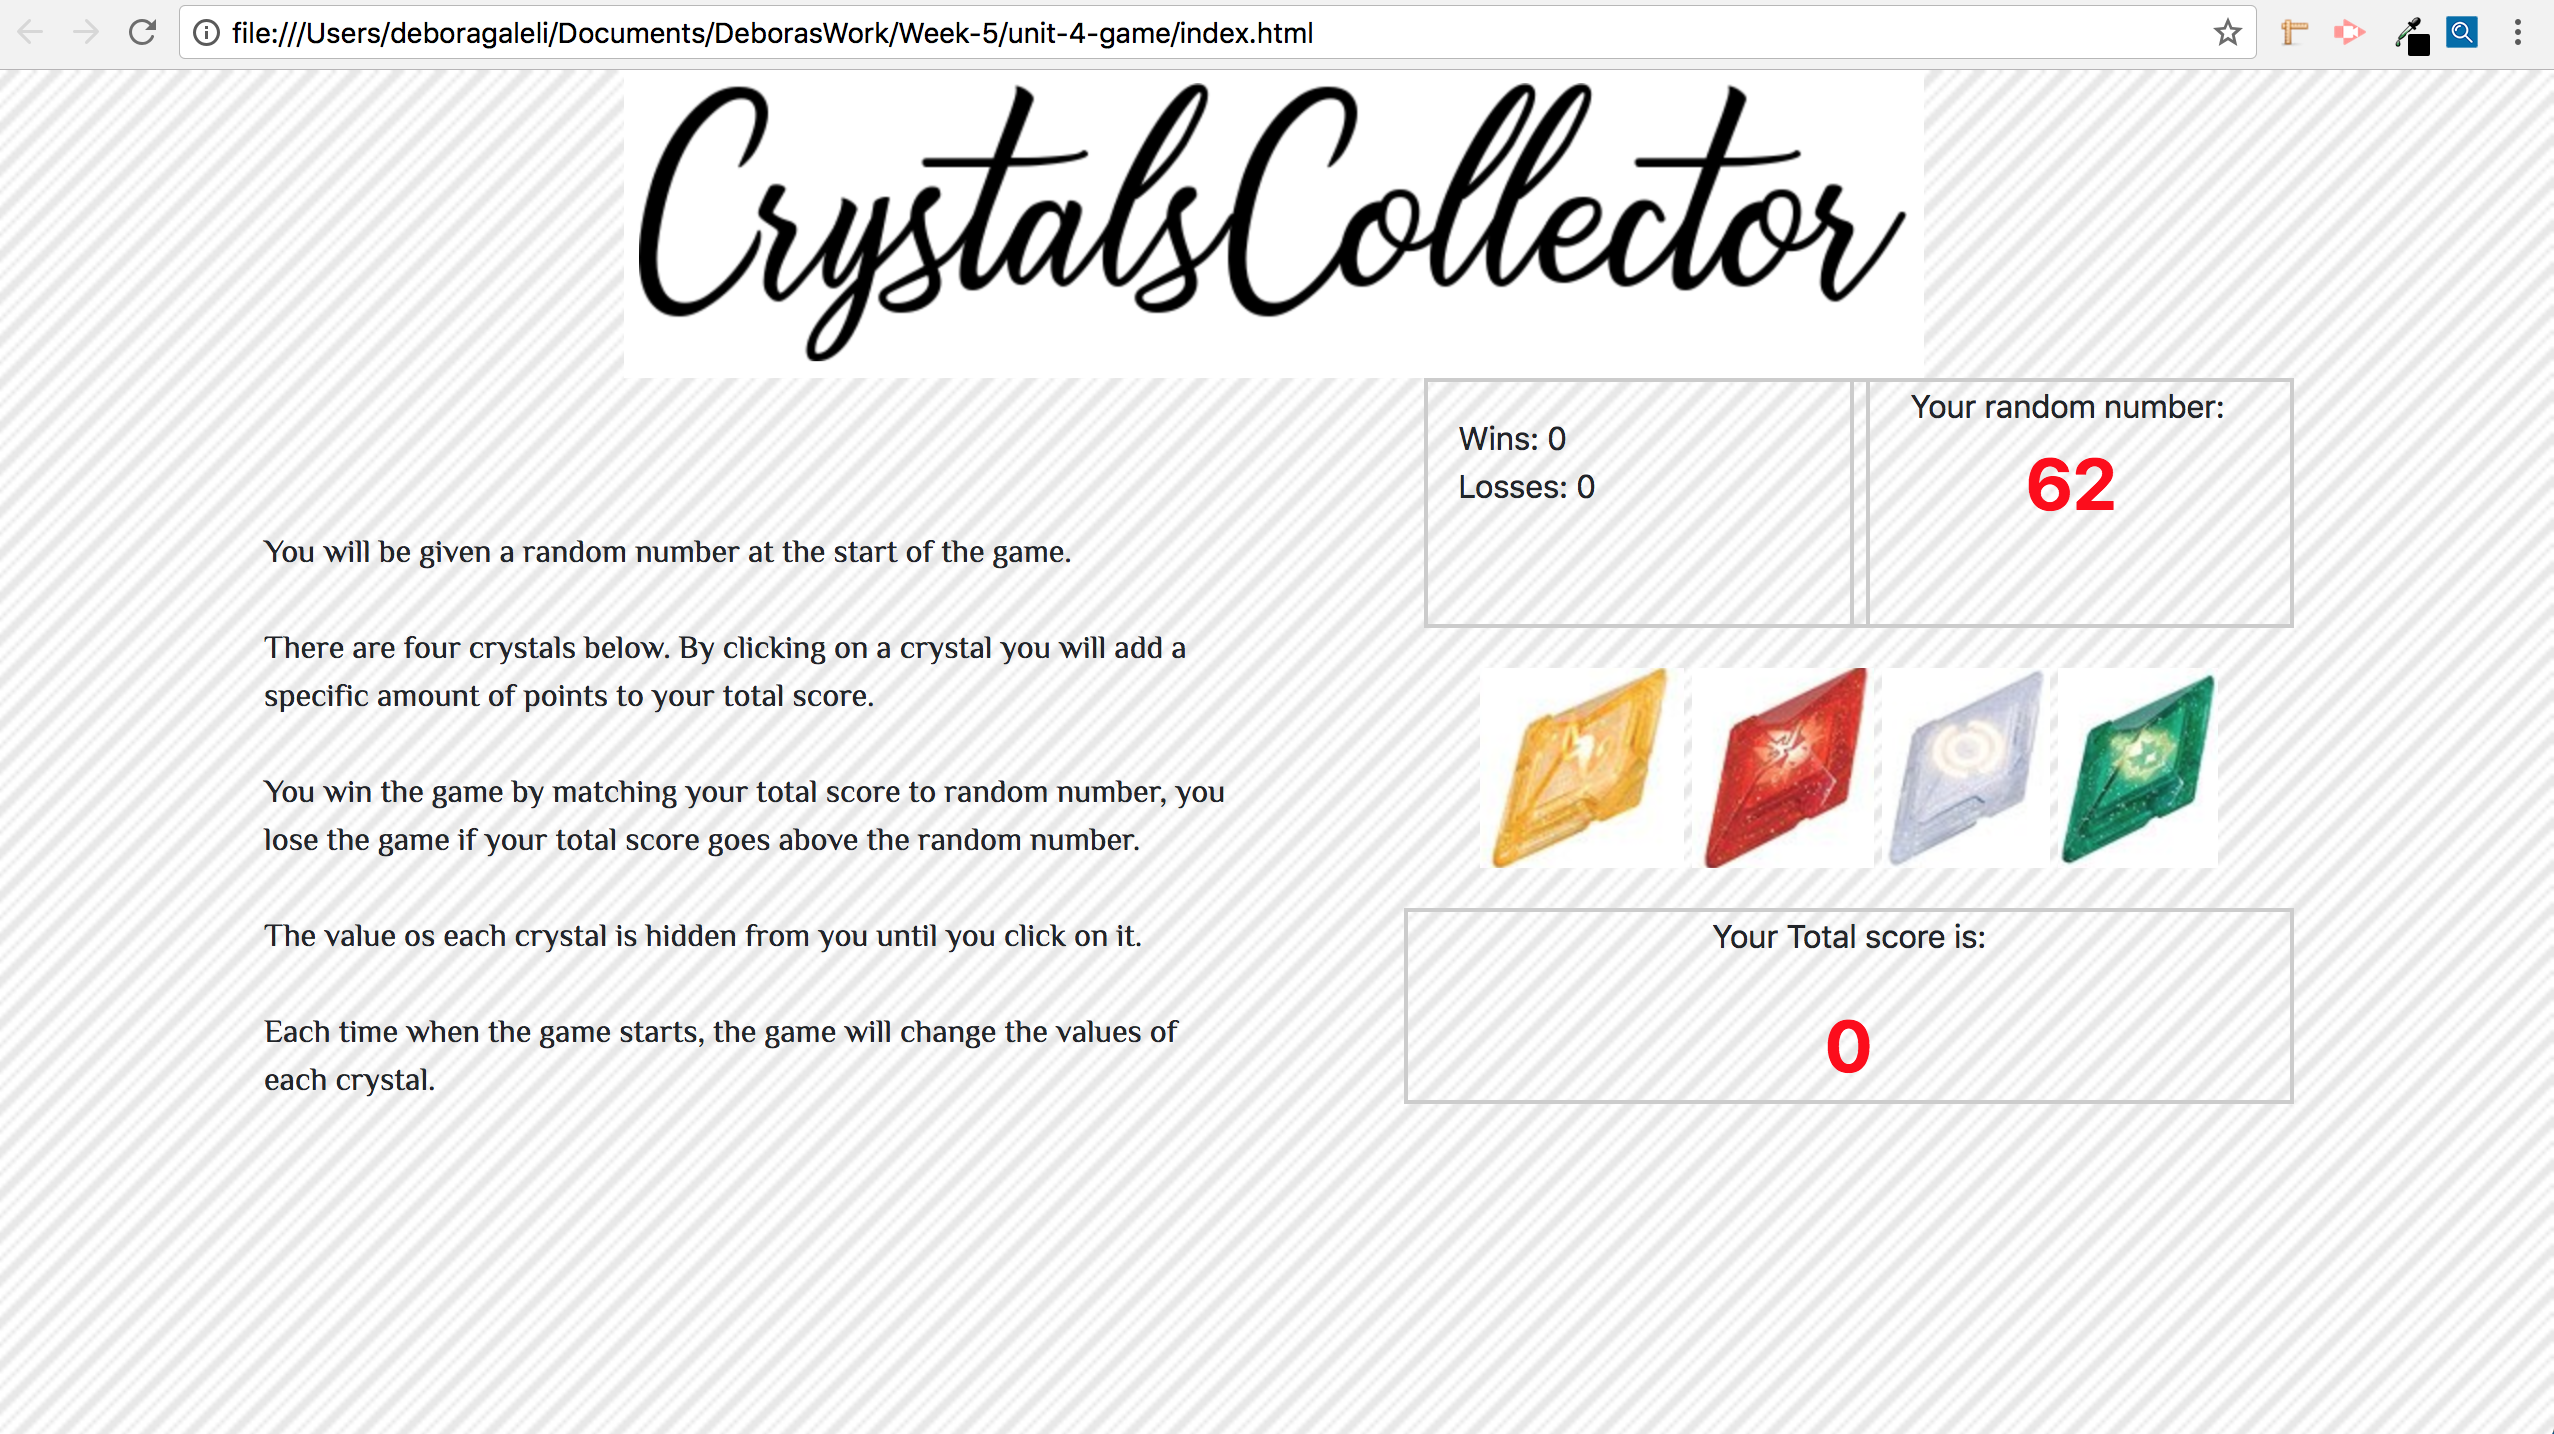 file:///Users/deboragaleli/Documents/DeborasWork/Week-5/unit-4-game/index.html
CrystalsCollector
You will be given a random number at the start of the game.
There are four crystals below. By clicking on a crystal you will add a
specific amount of points to your total score.
You win the game by matching your total score to random number, you
lose the game if your total score goes above the random number.
The value os each crystal is hidden from you until you click on it.
Each time when the game starts, the game will change the values of
each crystal.
Wins: 0
Losses: 0
Your random number:
62
Your Total score is:
0